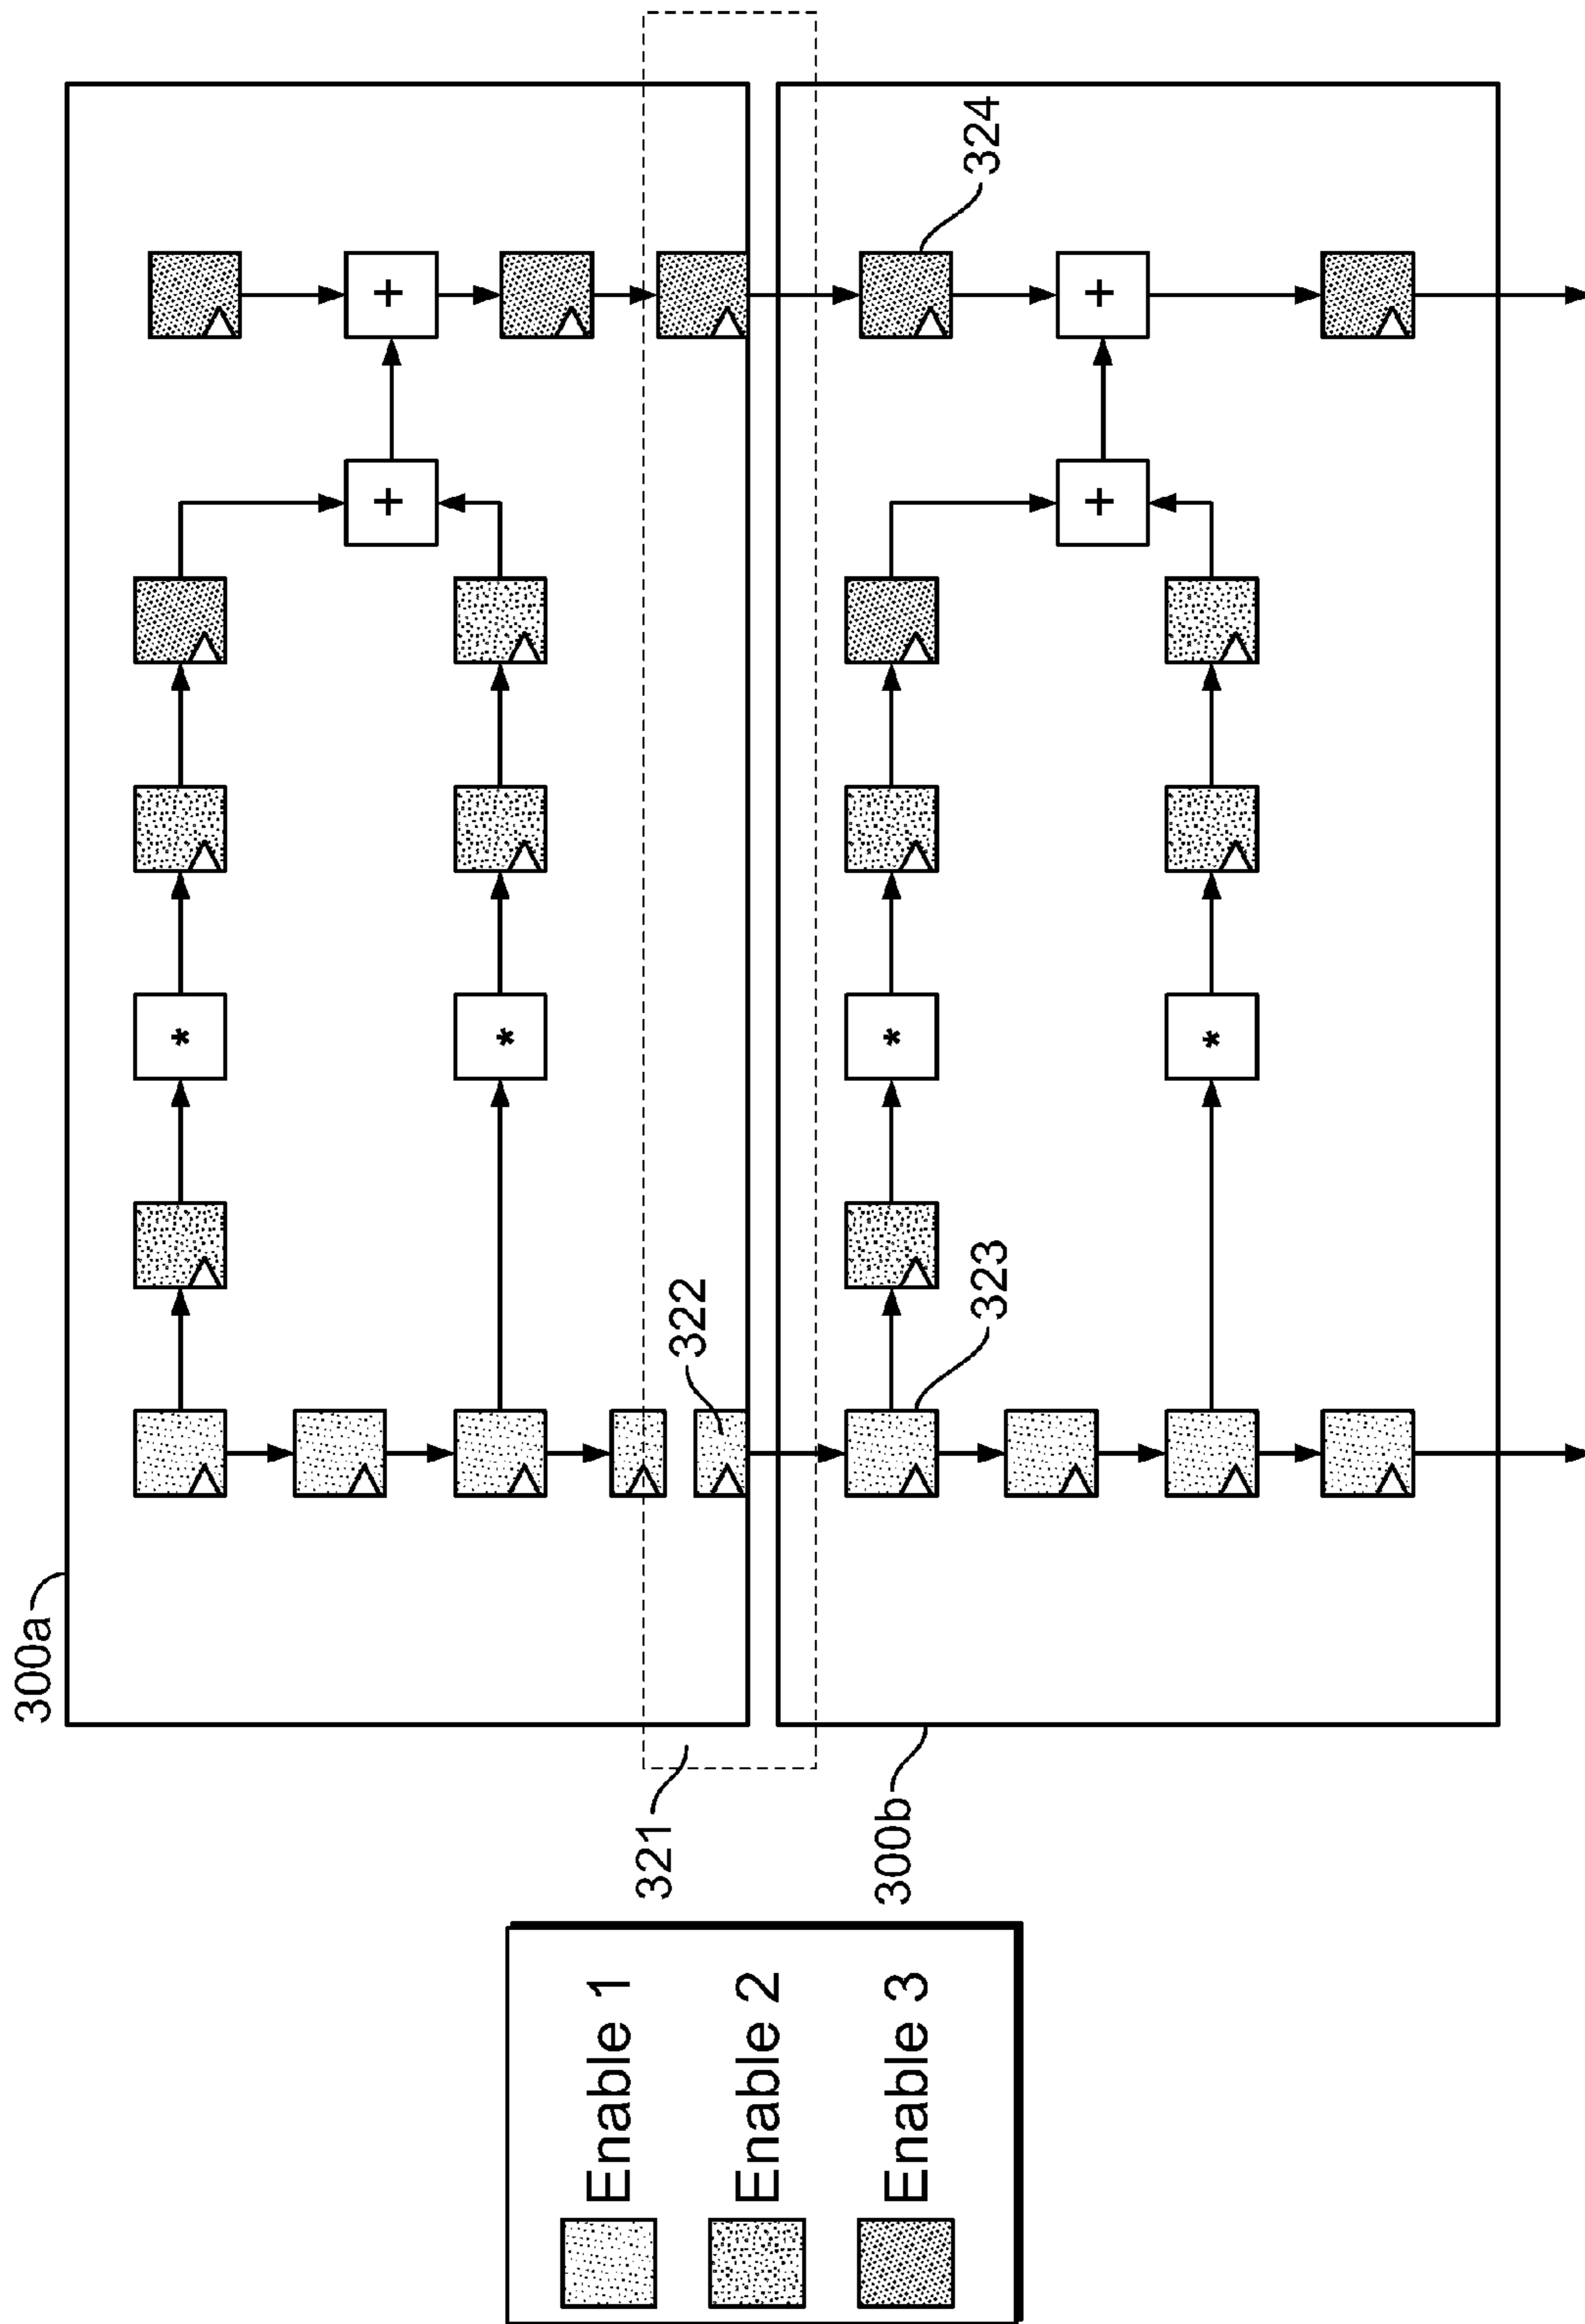 300a
+
+
*
*
322
321
324
+
+
*
*
323
300b
Enable 1
Enable 2
Enable 3